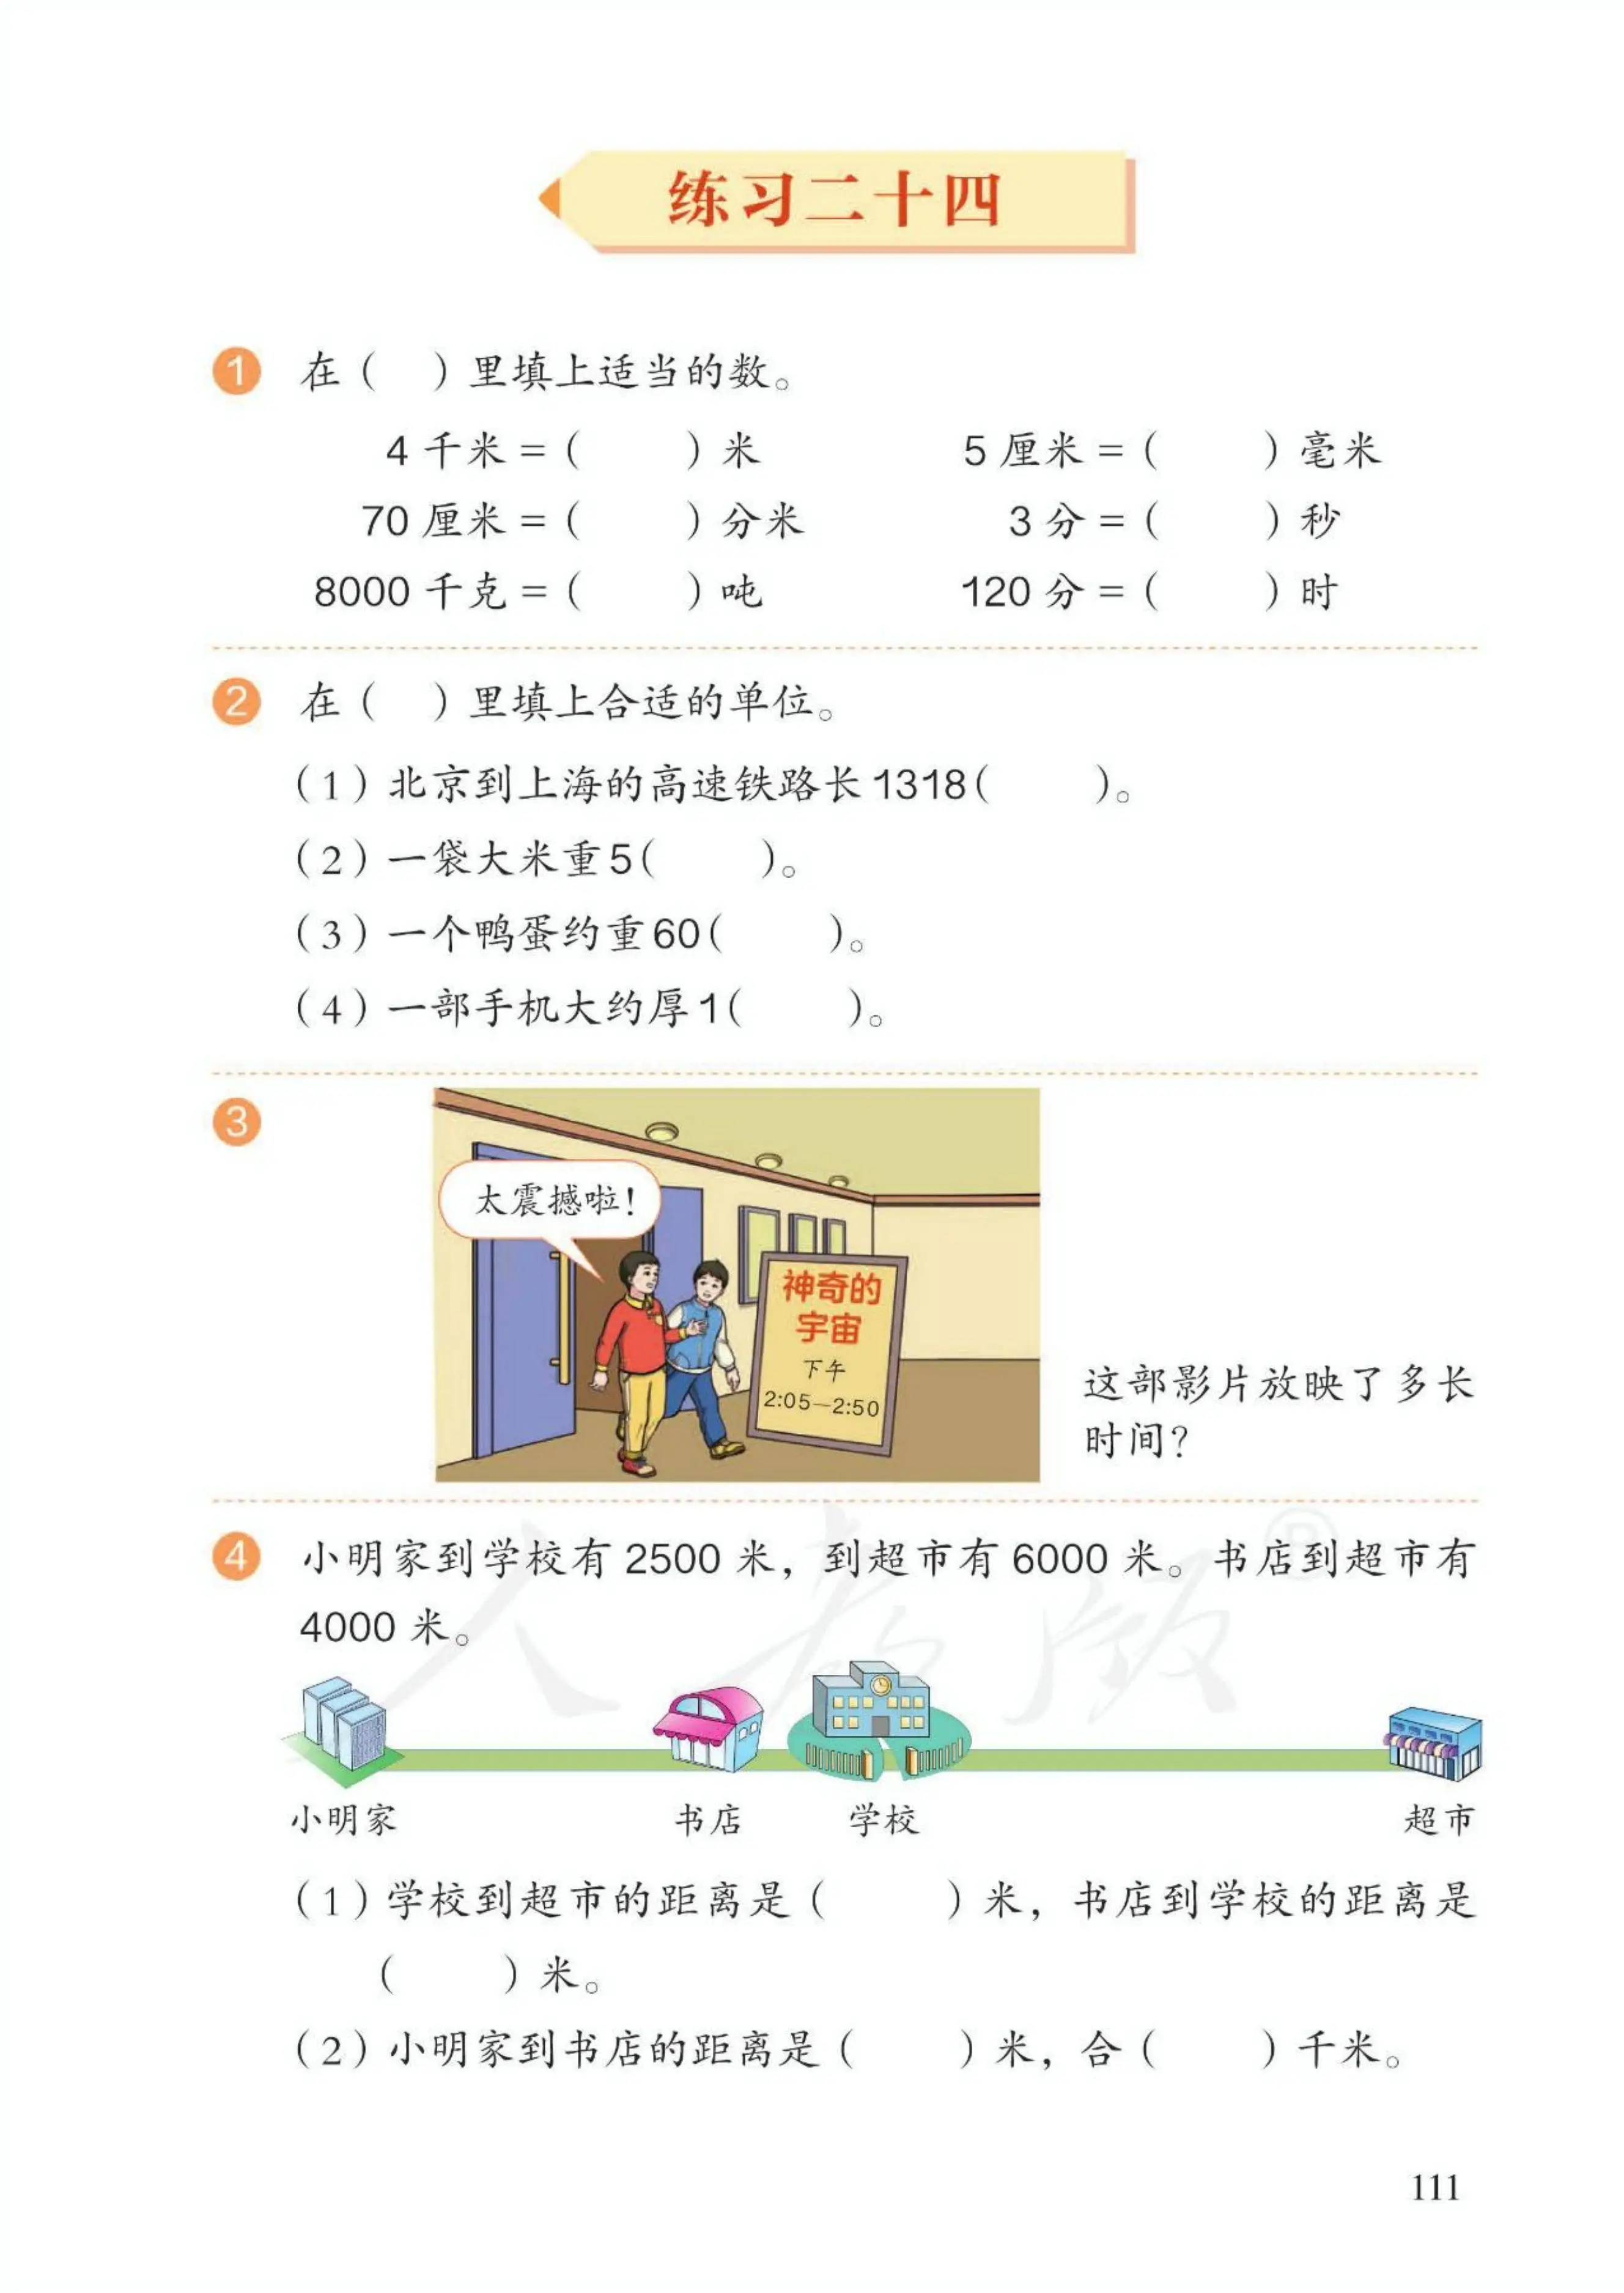 练习二十四
1 在（ ）里填上适当的数。
4 千米 =（ ）米 5 厘米 =（ ）毫米
70 厘米 =（ ）分米 3 分 =（ ）秒
8000 千克 =（ ）吨 120 分 =（ ）时
2 在（ ）里填上合适的单位。
（1）北京到上海的高速铁路长1318（ ）。
（2）一袋大米重5（ ）。
（3）一个鸭蛋约重60（ ）。
（4）一部手机大约厚1（ ）。
3
太震撼啦！
神奇的
宇宙
下午
2:05—2:50
这部影片放映了多长
时间？
4 小明家到学校有 2500 米，到超市有 6000 米。书店到超市有
4000 米。
人教版®
小明家 书店 学校 超市
（1）学校到超市的距离是（ ）米，书店到学校的距离是
（ ）米。
（2）小明家到书店的距离是（ ）米，合（ ）千米。
111